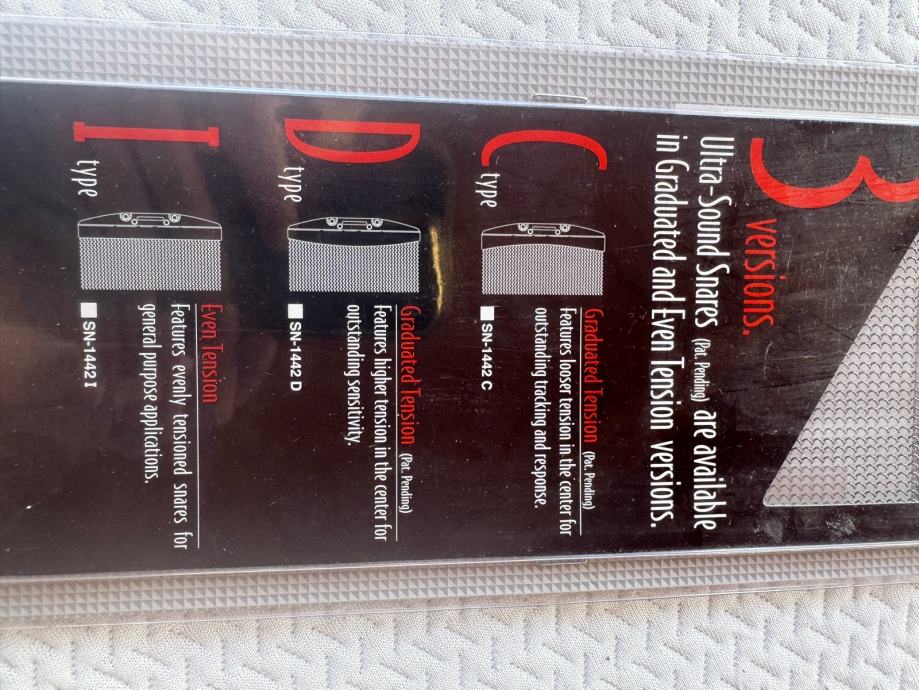 3 versions.
Ultra-Sound Snares (Pat. Pending) are available
in Graduated and Even Tension versions.
C type
SN-1442 C
Graduated Tension (Pat. Pending)
Features looser tension in the center for
outstanding tracking and response.
D type
SN-1442 D
Graduated Tension (Pat. Pending)
Features higher tension in the center for
outstanding sensitivity.
I type
SN-1442 I
Even Tension
Features evenly tensioned snares for
general purpose applications.